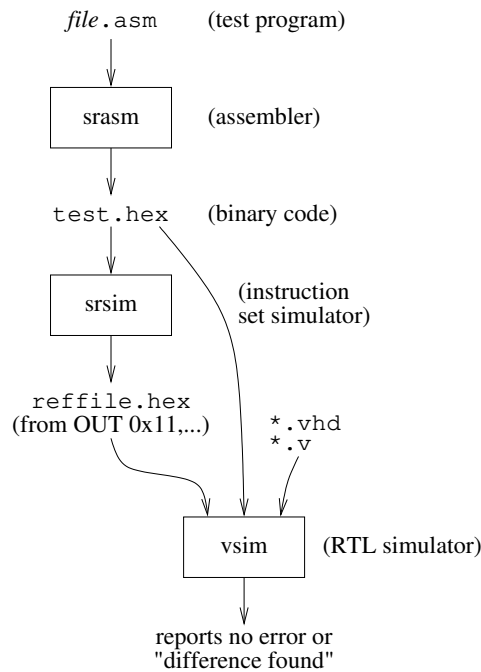 file.asm (test program)
srasm (assembler)
test.hex (binary code)
srsim
(instruction
set simulator)
reffile.hex
(from OUT 0x11,...)
*.vhd
*.v
vsim (RTL simulator)
reports no error or
"difference found"